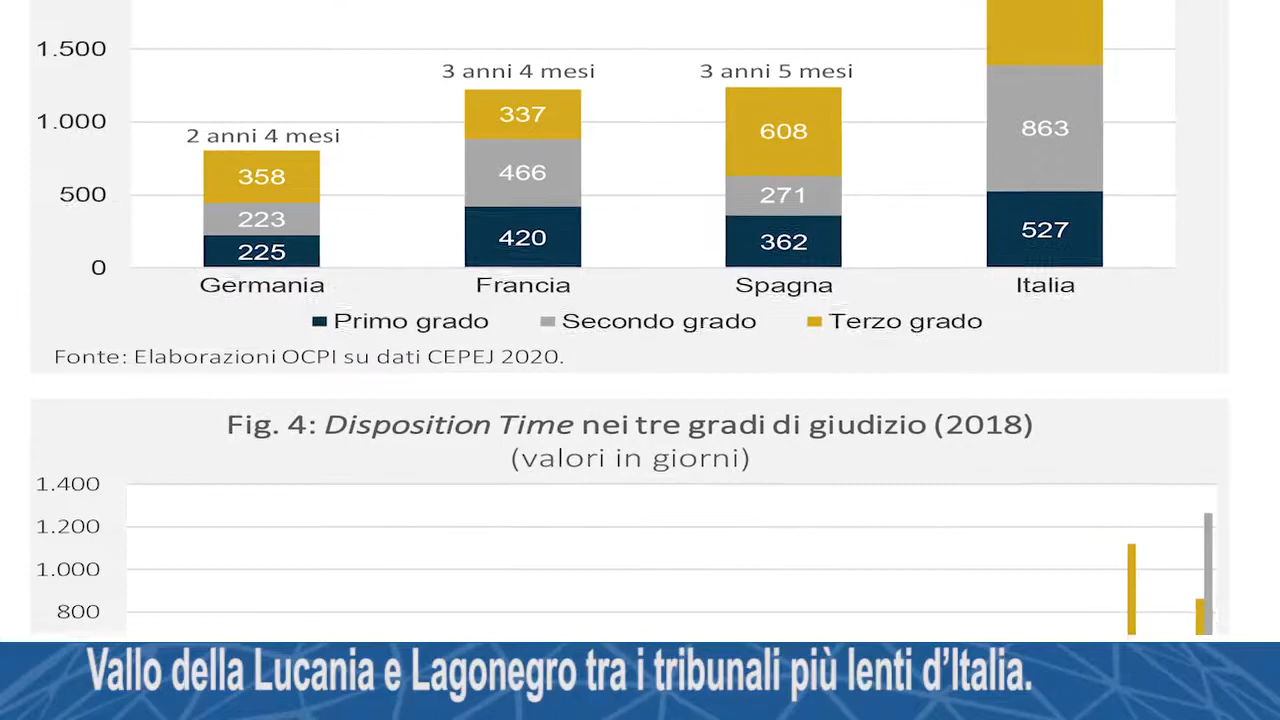 1.500
3 anni 4 mesi
3 anni 5 mesi
337
1.000
608
863
2 anni 4 mesi
358
466
500
271
223
420
362
527
225
0
Germania
Francia
Spagna
Italia
Primo grado
Secondo grado
Terzo grado
Fonte: Elaborazioni OCPI su dati CEPEJ 2020.
Fig. 4: Disposition Time nei tre gradi di giudizio (2018)
(valori in giorni)
1.400
1.200
1.000
800
Vallo della Lucania e Lagonegro tra i tribunali più lenti d’Italia.